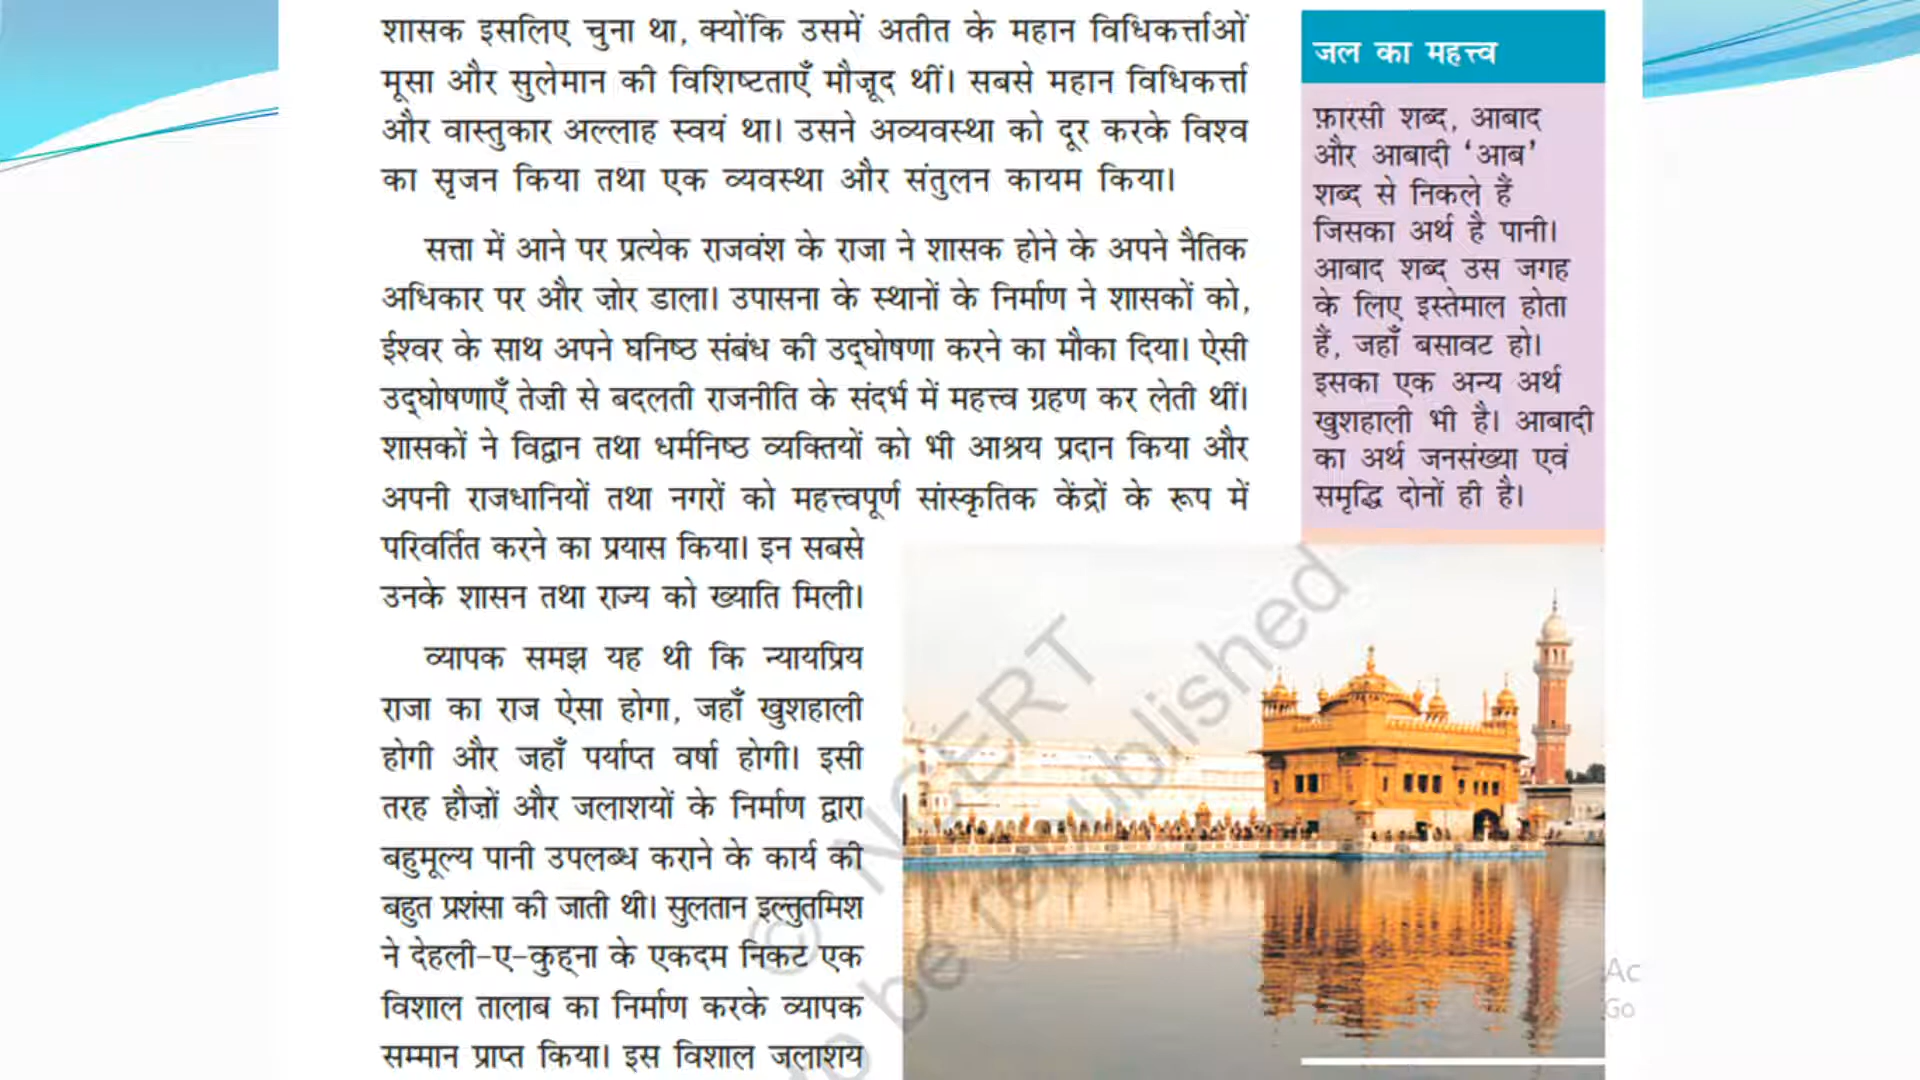 शासक इसलिए चुना था, क्योंकि उसमें अतीत के महान विधिकर्त्ताओं
मूसा और सुलेमान की विशिष्टताएँ मौजूद थीं। सबसे महान विधिकर्त्ता
और वास्तुकार अल्लाह स्वयं था। उसने अव्यवस्था को दूर करके विश्व
का सृजन किया तथा एक व्यवस्था और संतुलन कायम किया।
सत्ता में आने पर प्रत्येक राजवंश के राजा ने शासक होने के अपने नैतिक
अधिकार पर और ज़ोर डाला। उपासना के स्थानों के निर्माण ने शासकों को,
ईश्वर के साथ अपने घनिष्ठ संबंध की उद्घोषणा करने का मौका दिया। ऐसी
उद्घोषणाएँ तेज़ी से बदलती राजनीति के संदर्भ में महत्त्व ग्रहण कर लेती थीं।
शासकों ने विद्वान तथा धर्मनिष्ठ व्यक्तियों को भी आश्रय प्रदान किया और
अपनी राजधानियों तथा नगरों को महत्त्वपूर्ण सांस्कृतिक केंद्रों के रूप में
परिवर्तित करने का प्रयास किया। इन सबसे
उनके शासन तथा राज्य को ख्याति मिली।
व्यापक समझ यह थी कि न्यायप्रिय
राजा का राज ऐसा होगा, जहाँ खुशहाली
होगी और जहाँ पर्याप्त वर्षा होगी। इसी
तरह हौज़ों और जलाशयों के निर्माण द्वारा
बहुमूल्य पानी उपलब्ध कराने के कार्य की
बहुत प्रशंसा की जाती थी। सुलतान इल्तुतमिश
ने देहली-ए-कुह्ना के एकदम निकट एक
विशाल तालाब का निर्माण करके व्यापक
सम्मान प्राप्त किया। इस विशाल जलाशय
जल का महत्त्व
फ़ारसी शब्द, आबाद
और आबादी ‘आब’
शब्द से निकले हैं
जिसका अर्थ है पानी।
आबाद शब्द उस जगह
के लिए इस्तेमाल होता
हैं, जहाँ बसावट हो।
इसका एक अन्य अर्थ
खुशहाली भी है। आबादी
का अर्थ जनसंख्या एवं
समृद्धि दोनों ही है।
© NCERT
to be republished
Ac
Go